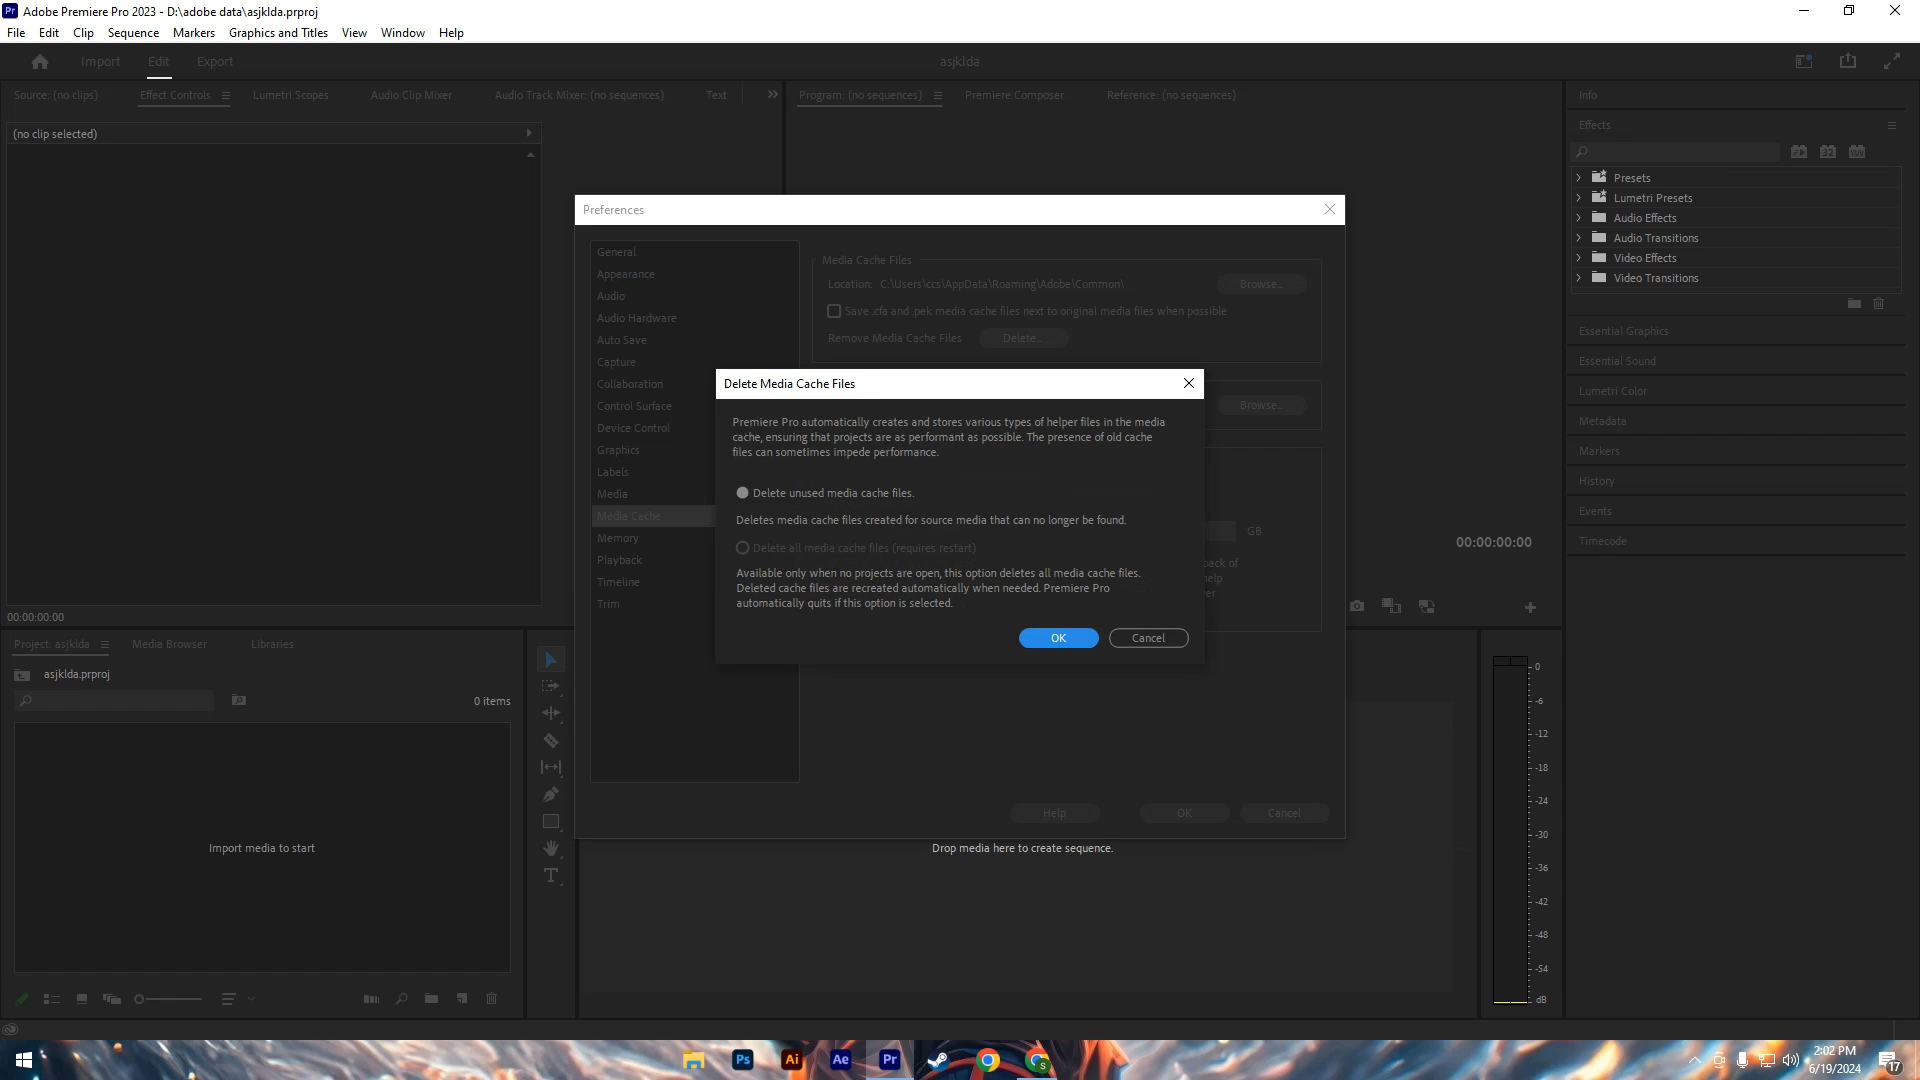 Pr Adobe Premiere Pro 2023 - D:\adobe data\asjklda.prproj
File Edit Clip Sequence Markers Graphics and Titles View Window Help
Import Edit Export asjklda
Source: (no clips) Effect Controls Lumetri Scopes Audio Clip Mixer Audio Track Mixer: (no sequences) Text
Program: (no sequences) Premiere Composer Reference: (no sequences)
(no clip selected)
00:00:00:00
Info
Effects
Presets
Lumetri Presets
Audio Effects
Audio Transitions
Video Effects
Video Transitions
Essential Graphics
Essential Sound
Lumetri Color
Metadata
Markers
History
Events
Timecode
Preferences
General
Appearance
Audio
Audio Hardware
Auto Save
Capture
Collaboration
Control Surface
Device Control
Graphics
Labels
Media
Media Cache
Memory
Playback
Timeline
Trim
Media Cache Files
Location: C:\Users\ccs\AppData\Roaming\Adobe\Common\ Browse...
Save .cfa and .pek media cache files next to original media files when possible
Remove Media Cache Files Delete...
Browse...
GB
back of
help
ver
Help OK Cancel
Delete Media Cache Files
Premiere Pro automatically creates and stores various types of helper files in the media
cache, ensuring that projects are as performant as possible. The presence of old cache
files can sometimes impede performance.
Delete unused media cache files.
Deletes media cache files created for source media that can no longer be found.
Delete all media cache files (requires restart)
Available only when no projects are open, this option deletes all media cache files.
Deleted cache files are recreated automatically when needed. Premiere Pro
automatically quits if this option is selected.
OK Cancel
00:00:00:00
Project: asjklda Media Browser Libraries
asjklda.prproj
0 items
Import media to start
Drop media here to create sequence.
0
-6
-12
-18
-24
-30
-36
-42
-48
-54
dB
Ps Ai Ae Pr S
2:02 PM
6/19/2024
17